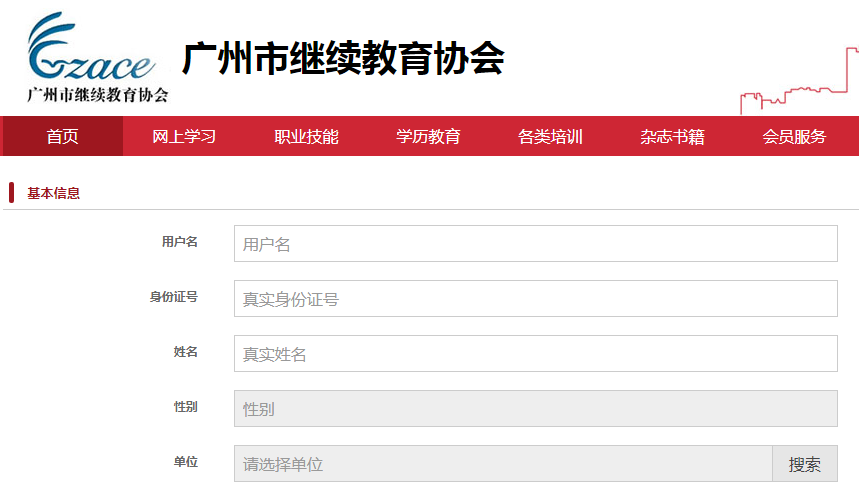 Gzace
广州市继续教育协会
广州市继续教育协会
首页 网上学习 职业技能 学历教育 各类培训 杂志书籍 会员服务
基本信息
用户名 用户名
身份证号 真实身份证号
姓名 真实姓名
性别 性别
单位 请选择单位 搜索